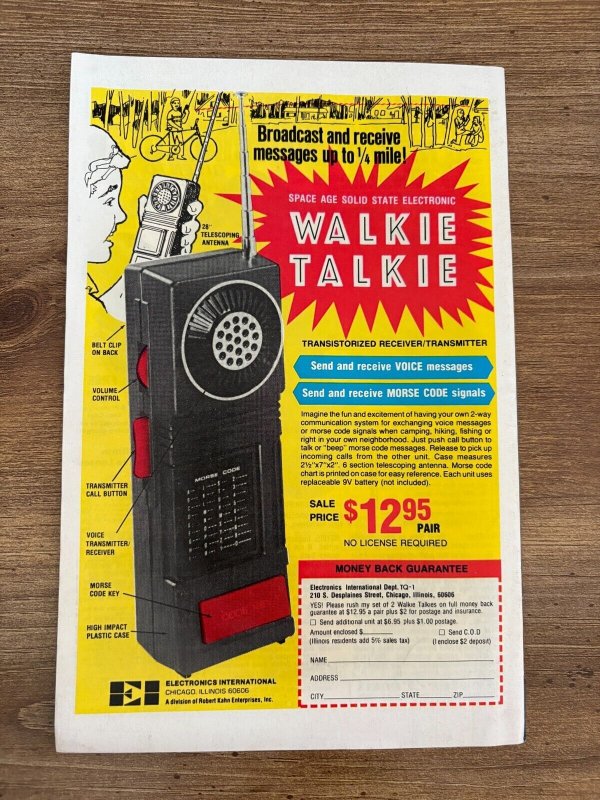 Broadcast and receive
messages up to 1/4 mile!
SPACE AGE SOLID STATE ELECTRONIC
WALKIE
TALKIE
28"
TELESCOPING
ANTENNA
BELT CLIP
ON BACK
VOLUME
CONTROL
TRANSMITTER
CALL BUTTON
VOICE
TRANSMITTER/
RECEIVER
MORSE
CODE KEY
HIGH IMPACT
PLASTIC CASE
MORSE CODE
TRANSISTORIZED RECEIVER/TRANSMITTER
Send and receive VOICE messages
Send and receive MORSE CODE signals
Imagine the fun and excitement of having your own 2-way
communication system for exchanging voice messages
or morse code signals when camping, hiking, fishing or
right in your own neighborhood. Just push call button to
talk or "beep" morse code messages. Release to pick up
incoming calls from the other unit. Case measures
2½"x7"x2". 6 section telescoping antenna. Morse code
chart is printed on case for easy reference. Each unit uses
replaceable 9V battery (not included).
SALE
PRICE $12.95
PAIR
NO LICENSE REQUIRED
MONEY BACK GUARANTEE
Electronics International Dept. TQ-1
210 S. Desplaines Street, Chicago, Illinois, 60606
YES! Please rush my set of 2 Walkie Talkies on full money back
guarantee at $12.95 a pair plus $2 for postage and insurance.
☐ Send additional unit at $6.95 plus $1.00 postage.
Amount enclosed $ ☐ Send C.O.D
(Illinois residents add 5% sales tax) (I enclose $2 deposit)
NAME
ADDRESS
CITY STATE ZIP
EI
ELECTRONICS INTERNATIONAL
CHICAGO, ILLINOIS 60606
A division of Robert Kahn Enterprises, Inc.